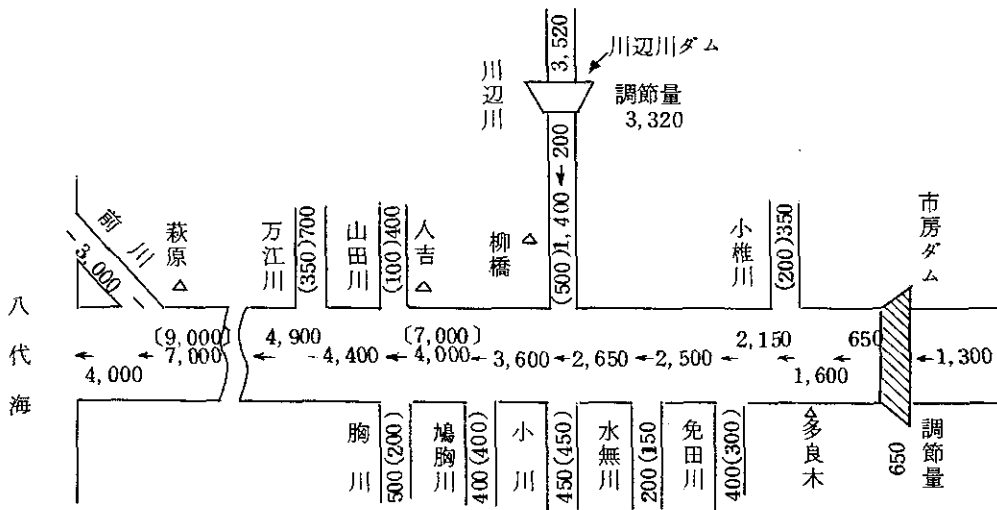 3,520
川辺川ダム
川辺川
調節量
3,320
200
1,400
(500)
柳橋
前川
3,000
萩原
万江川
(350)700
山田川
(100)400
人吉
小椎川
(200)350
市房ダム
八代海
4,000
〔9,000〕
7,000
4,900
4,400
〔7,000〕
4,000
3,600
2,650
2,500
2,150
1,600
650
1,300
胸川
500(200)
鳩胸川
400(400)
小川
450(450)
水無川
200(150
免田川
400(300)
多良木
650
調節量